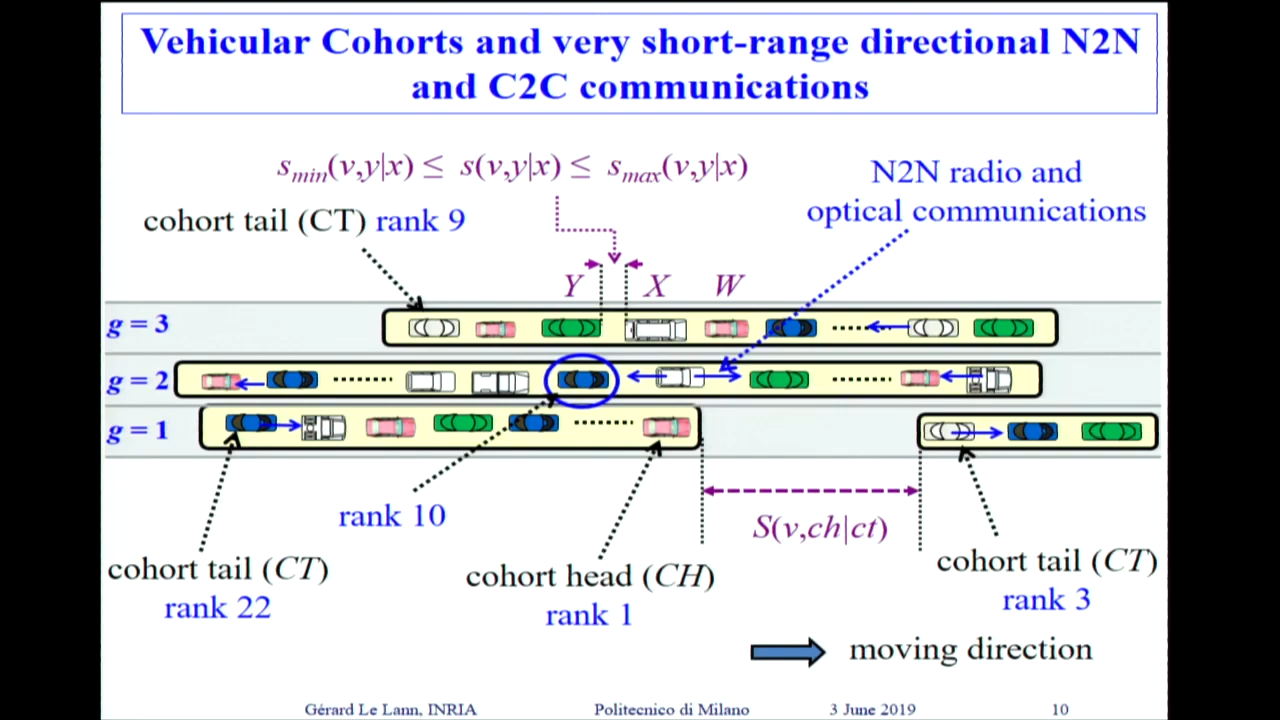 Vehicular Cohorts and very short-range directional N2N
and C2C communications
s_min(v,y|x) ≤ s(v,y|x) ≤ s_max(v,y|x)
N2N radio and
optical communications
cohort tail (CT) rank 9
Y X W
g = 3
g = 2
g = 1
rank 10
S(v,ch|ct)
cohort tail (CT)
rank 22
cohort head (CH)
rank 1
cohort tail (CT)
rank 3
moving direction
Gérard Le Lann, INRIA Politecnico di Milano 3 June 2019 10